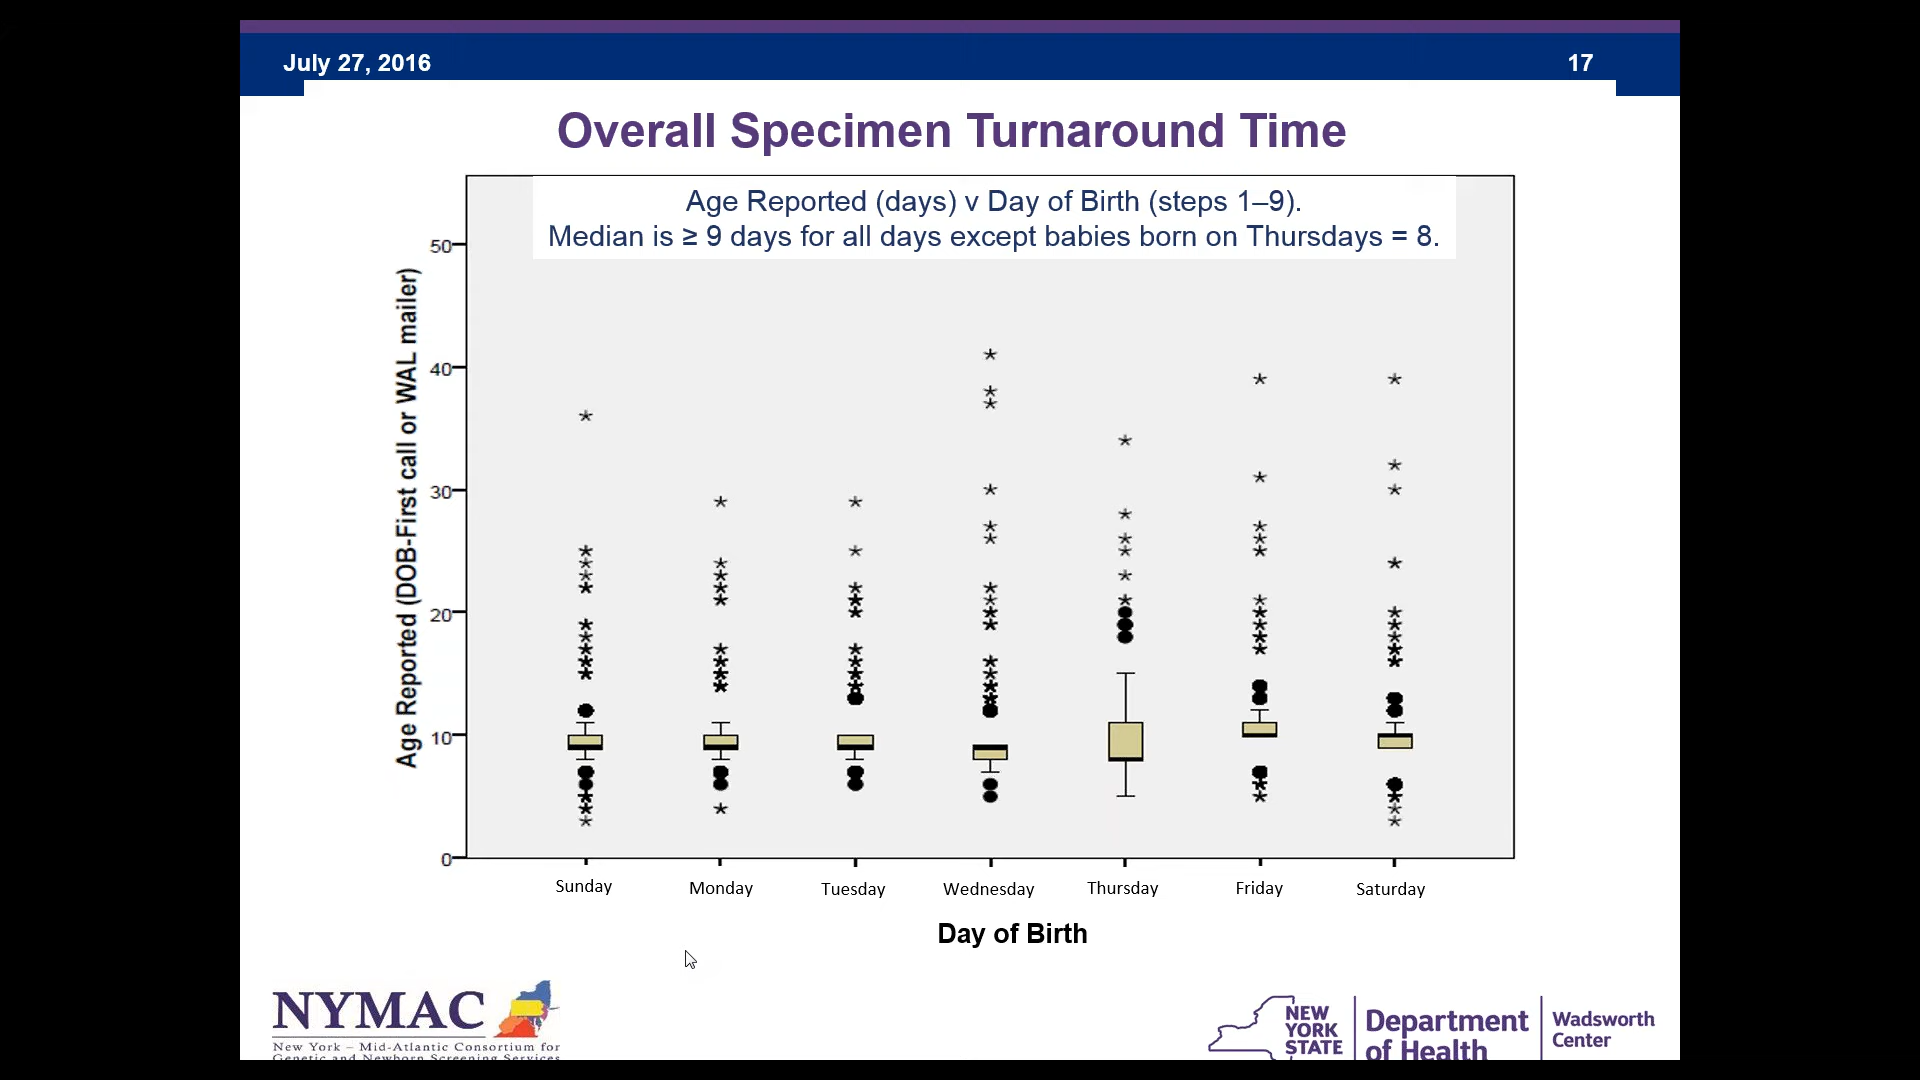 July 27, 2016
17
Overall Specimen Turnaround Time
Age Reported (days) v Day of Birth (steps 1–9).
Median is ≥ 9 days for all days except babies born on Thursdays = 8.
Age Reported (DOB-First call or WAL mailer)
50
40
30
20
10
0
Sunday
Monday
Tuesday
Wednesday
Thursday
Friday
Saturday
Day of Birth
NYMAC
New York – Mid-Atlantic Consortium for
Genetic and Newborn Screening Services
NEW
YORK
STATE
Department
of Health
Wadsworth
Center